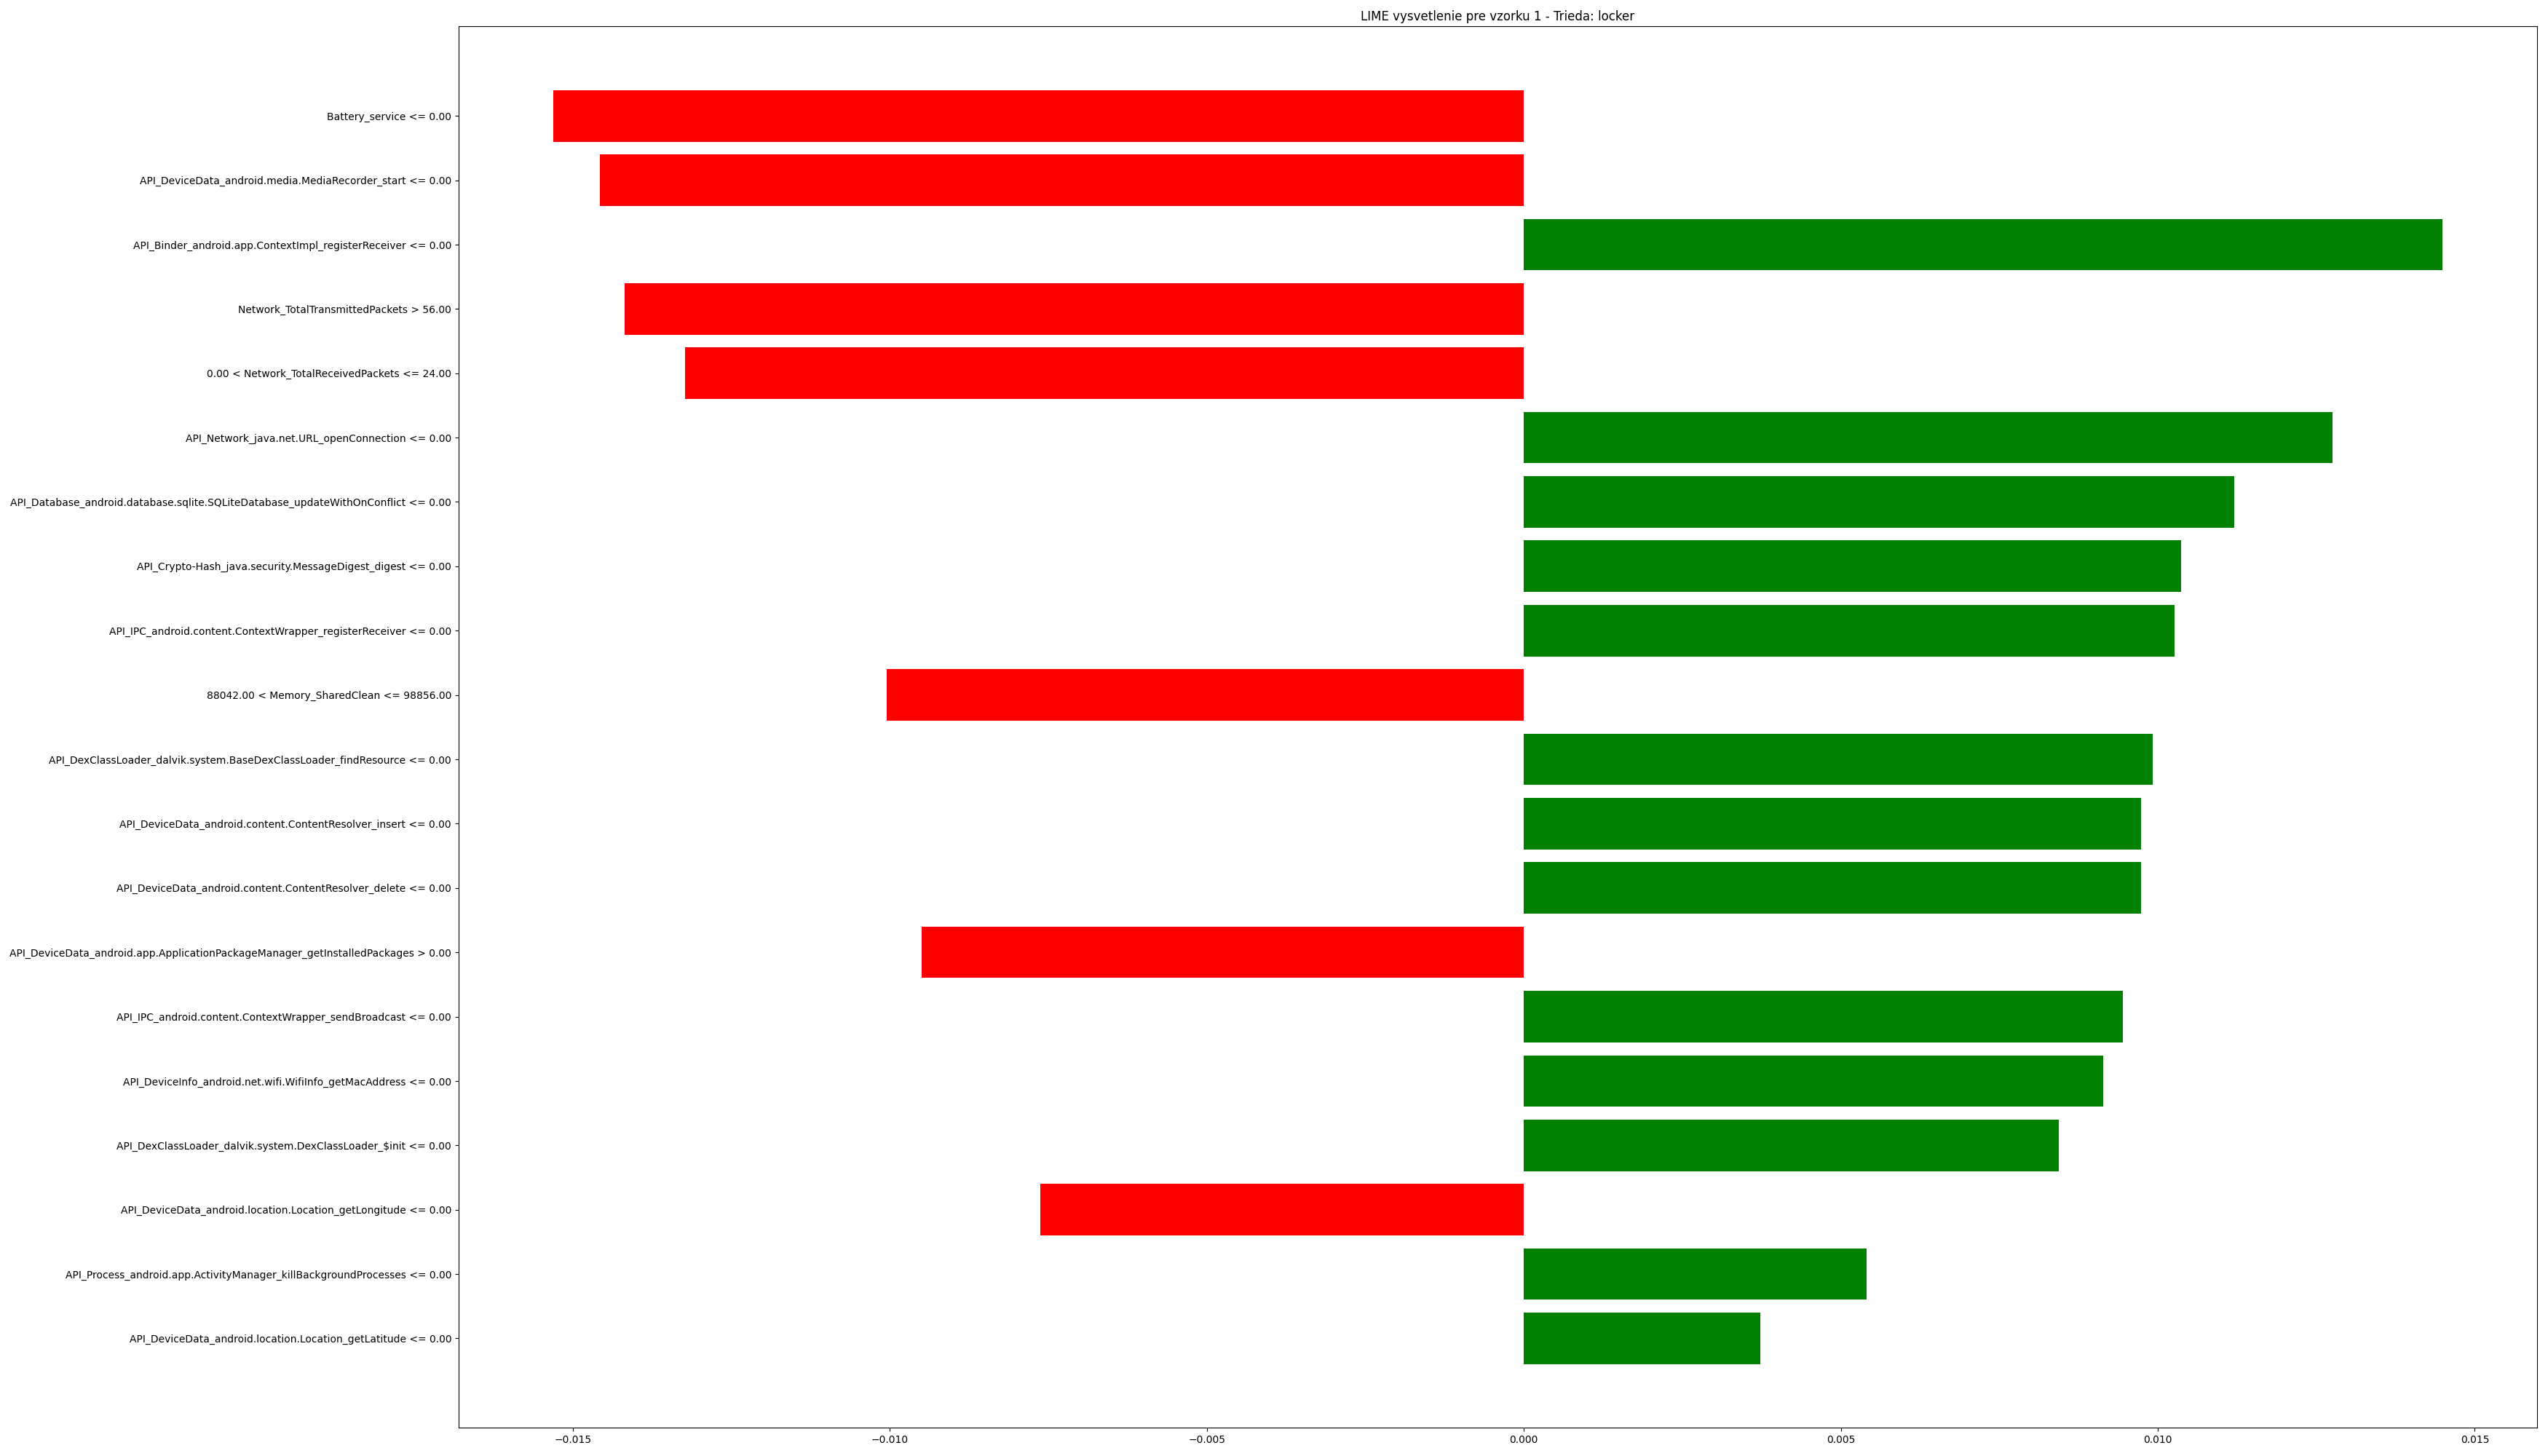 LIME vysvetlenie pre vzorku 1 - Trieda: locker
Battery_service <= 0.00
API_DeviceData_android.media.MediaRecorder_start <= 0.00
API_Binder_android.app.ContextImpl_registerReceiver <= 0.00
Network_TotalTransmittedPackets > 56.00
0.00 < Network_TotalReceivedPackets <= 24.00
API_Network_java.net.URL_openConnection <= 0.00
API_Database_android.database.sqlite.SQLiteDatabase_updateWithOnConflict <= 0.00
API_Crypto-Hash_java.security.MessageDigest_digest <= 0.00
API_IPC_android.content.ContextWrapper_registerReceiver <= 0.00
88042.00 < Memory_SharedClean <= 98856.00
API_DexClassLoader_dalvik.system.BaseDexClassLoader_findResource <= 0.00
API_DeviceData_android.content.ContentResolver_insert <= 0.00
API_DeviceData_android.content.ContentResolver_delete <= 0.00
API_DeviceData_android.app.ApplicationPackageManager_getInstalledPackages > 0.00
API_IPC_android.content.ContextWrapper_sendBroadcast <= 0.00
API_DeviceInfo_android.net.wifi.WifiInfo_getMacAddress <= 0.00
API_DexClassLoader_dalvik.system.DexClassLoader_$init <= 0.00
API_DeviceData_android.location.Location_getLongitude <= 0.00
API_Process_android.app.ActivityManager_killBackgroundProcesses <= 0.00
API_DeviceData_android.location.Location_getLatitude <= 0.00
−0.015 −0.010 −0.005 0.000 0.005 0.010 0.015